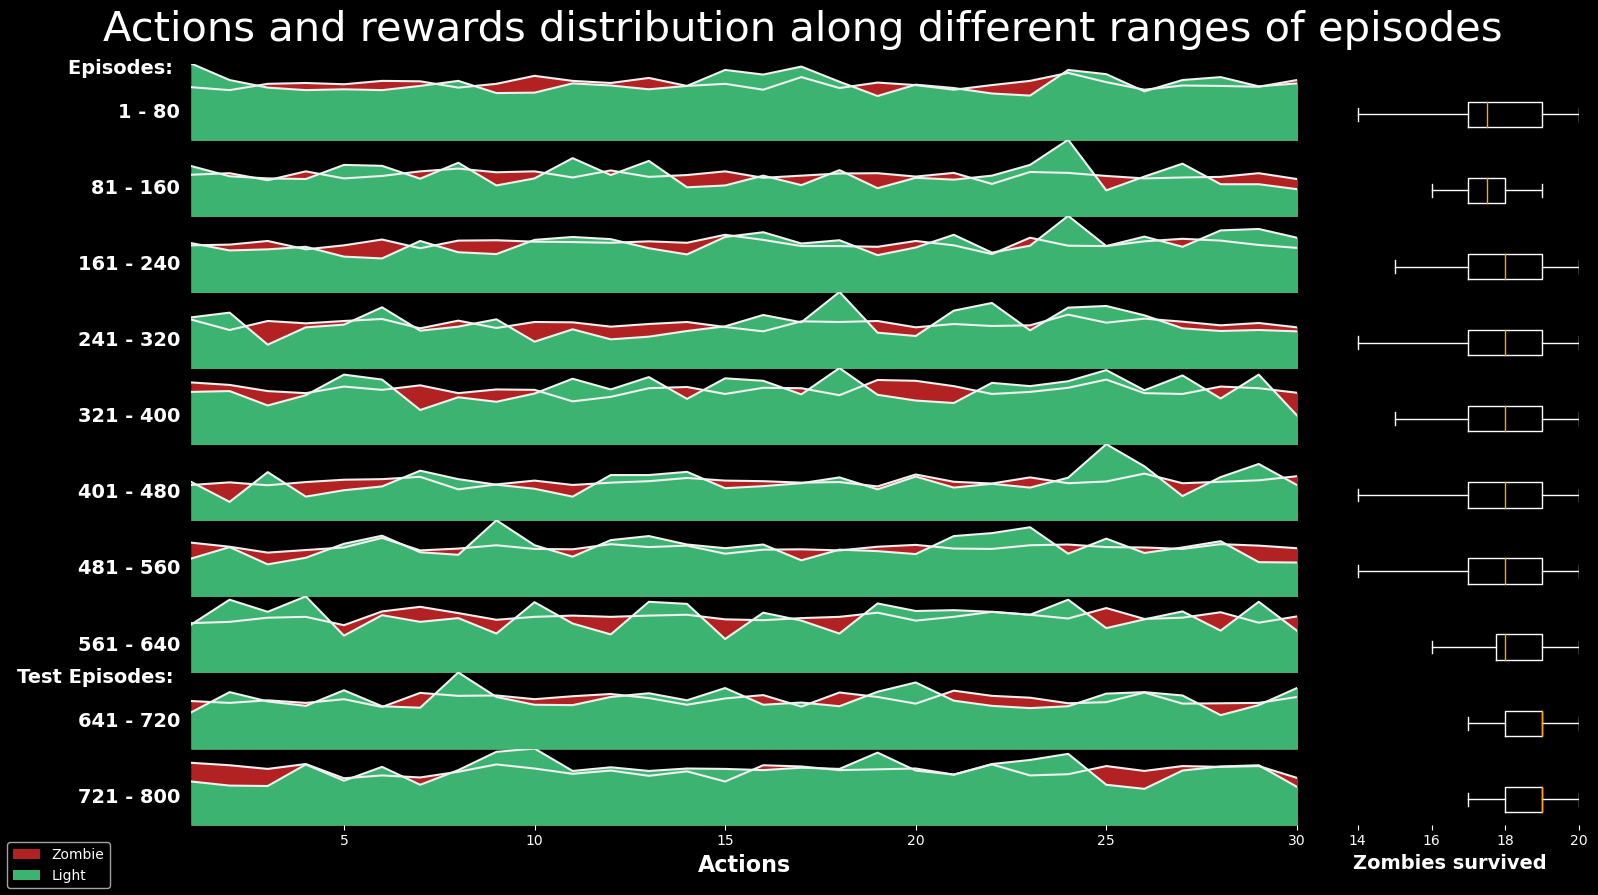 Actions and rewards distribution along different ranges of episodes
Episodes:
1 - 80
81 - 160
161 - 240
241 - 320
321 - 400
401 - 480
481 - 560
561 - 640
Test Episodes:
641 - 720
721 - 800
5 10 15 20 25 30 14 16 18 20
Actions Zombies survived
Zombie
Light